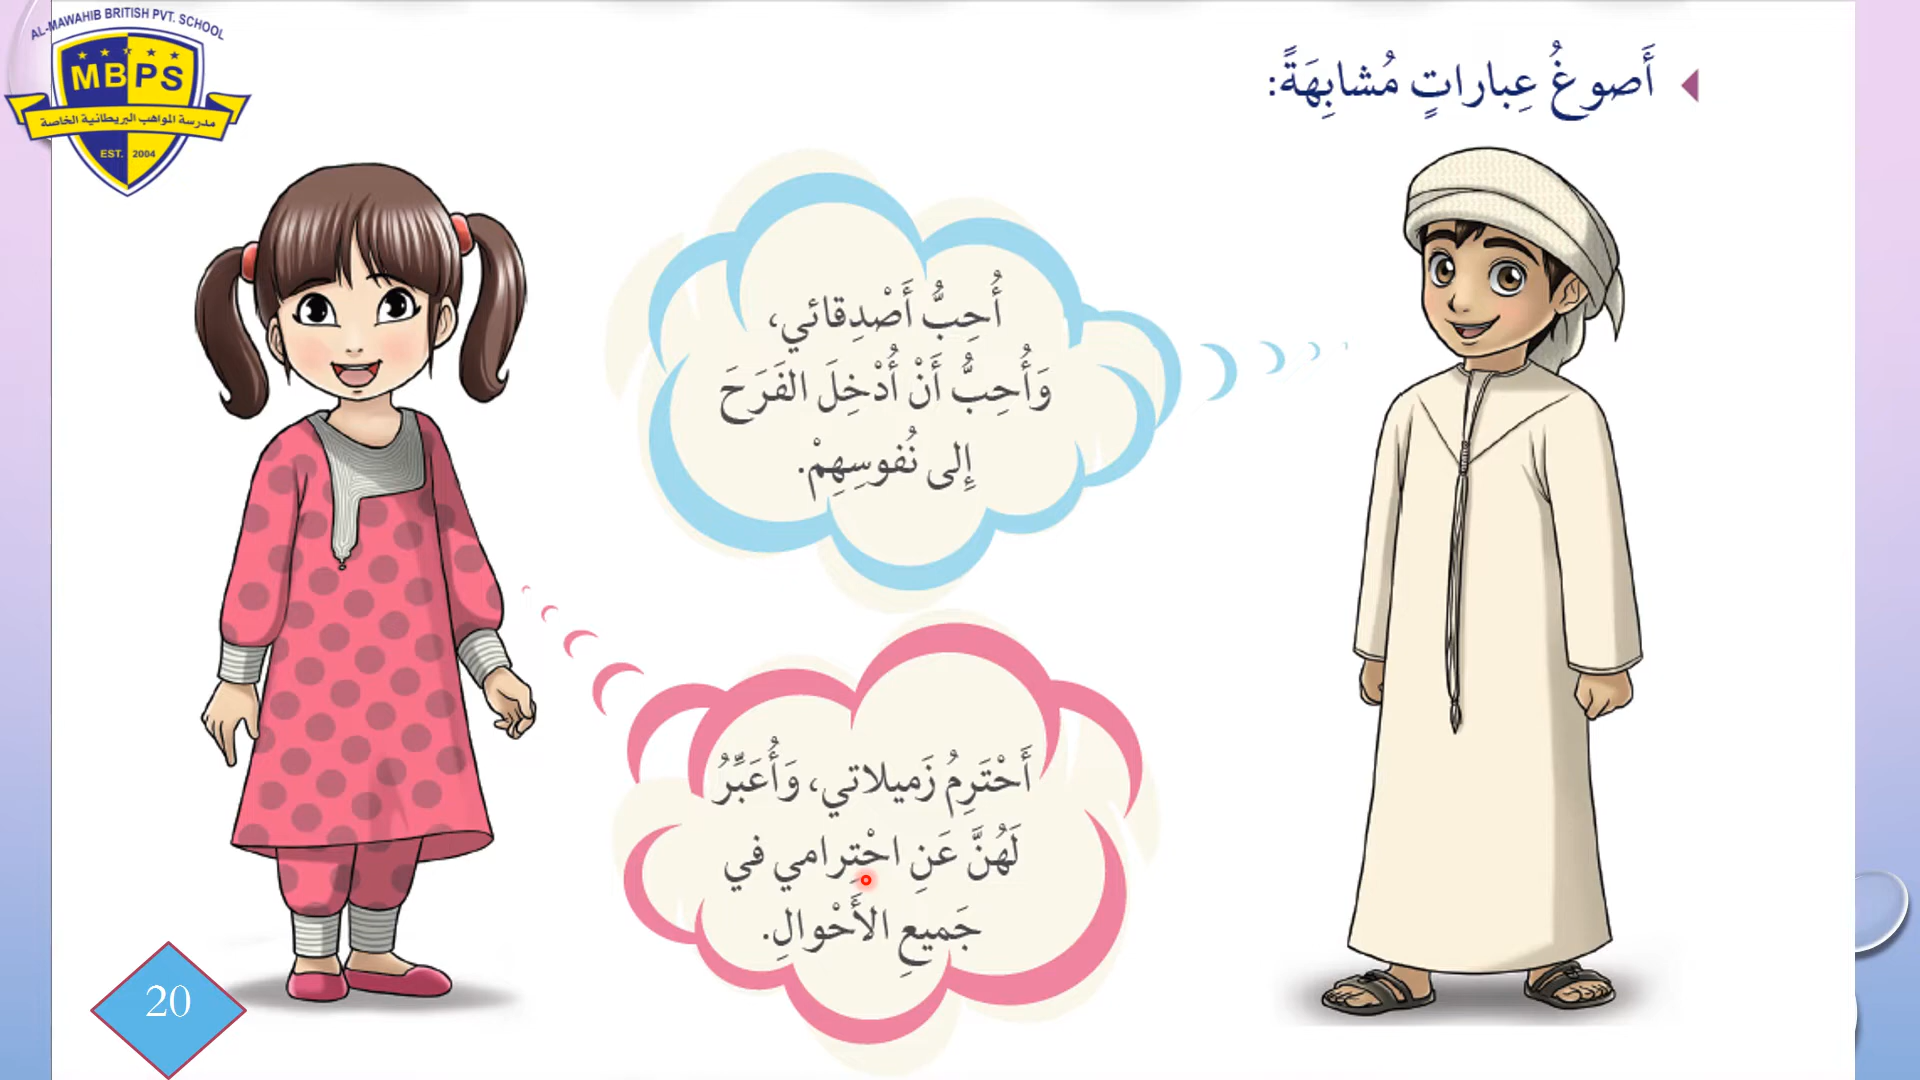 AL-MAWAHIB BRITISH PVT. SCHOOL
MBPS
مدرسة المواهب البريطانية الخاصة
EST. 2004
أَصوغُ عِباراتٍ مُشابِهَةً:
أُحِبُّ أَصْدِقائي،
وَأُحِبُّ أَنْ أُدْخِلَ الفَرَحَ
إِلى نُفوسِهِمْ.
أَحْتَرِمُ زَميلاتي، وَأُعَبِّرُ
لَهُنَّ عَنِ احْتِرامي في
جَميعِ الأَحْوالِ.
20